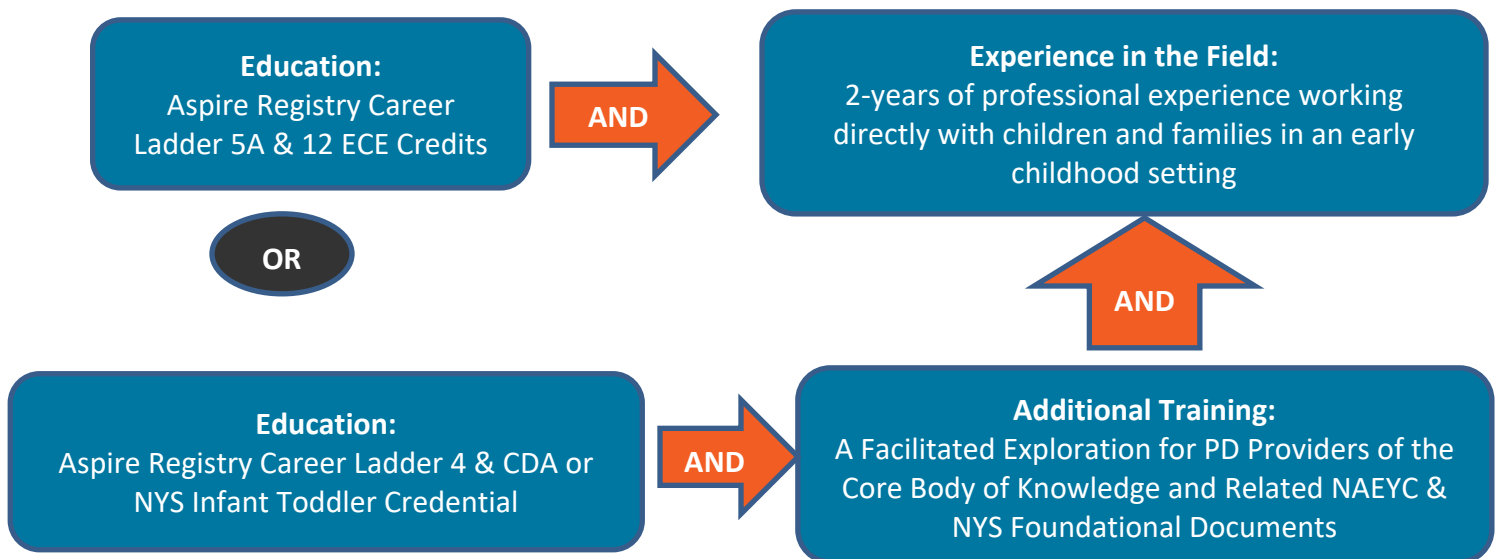 Education:
Aspire Registry Career
Ladder 5A & 12 ECE Credits
AND
Experience in the Field:
2-years of professional experience working
directly with children and families in an early
childhood setting
OR
AND
Education:
Aspire Registry Career Ladder 4 & CDA or
NYS Infant Toddler Credential
AND
Additional Training:
A Facilitated Exploration for PD Providers of the
Core Body of Knowledge and Related NAEYC &
NYS Foundational Documents